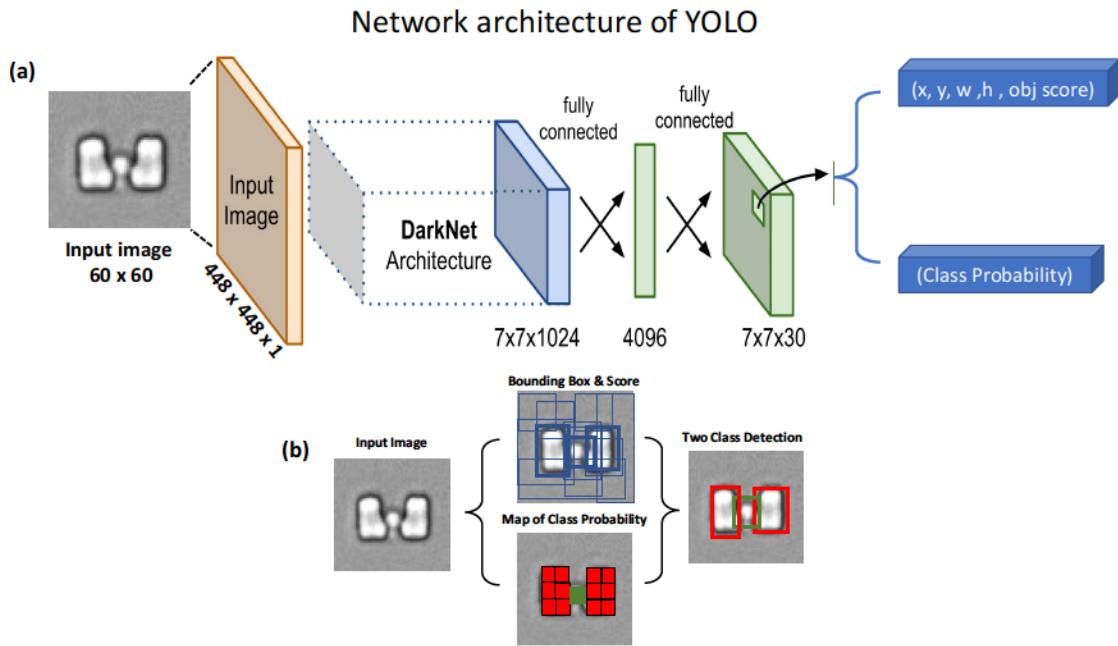 Network architecture of YOLO
(a)
Input image
60 x 60
Input
Image
448 x 448 x 1
DarkNet
Architecture
7x7x1024
fully
connected
4096
fully
connected
7x7x30
(x, y, w ,h , obj score)
(Class Probability)
(b)
Input Image
Bounding Box & Score
Map of Class Probability
Two Class Detection